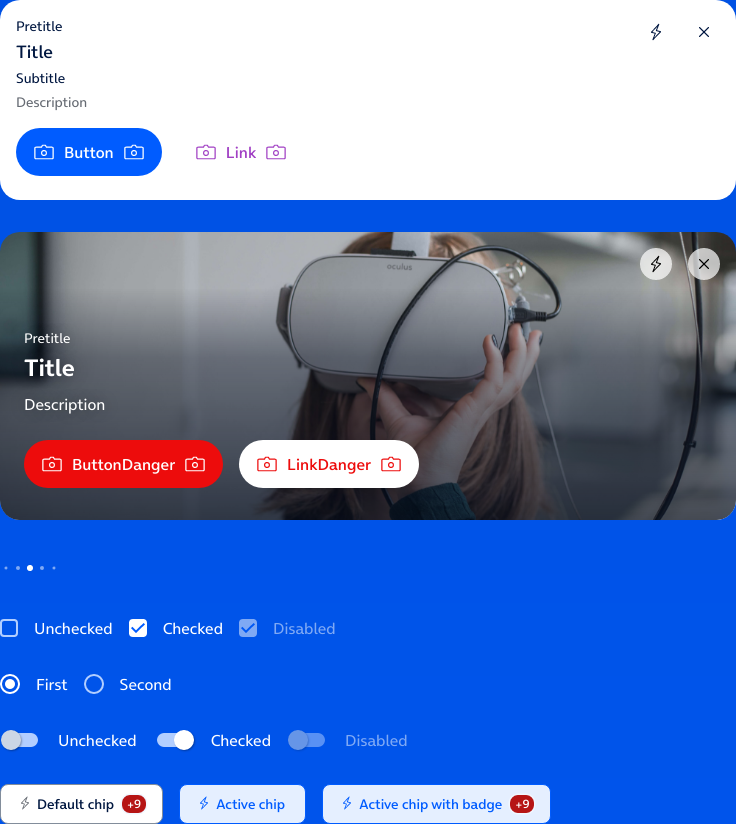 Pretitle
Title
Subtitle
Description
Button Link
oculus
Pretitle
Title
Description
ButtonDanger LinkDanger
Unchecked Checked Disabled
First Second
Unchecked Checked Disabled
Default chip +9 Active chip Active chip with badge +9